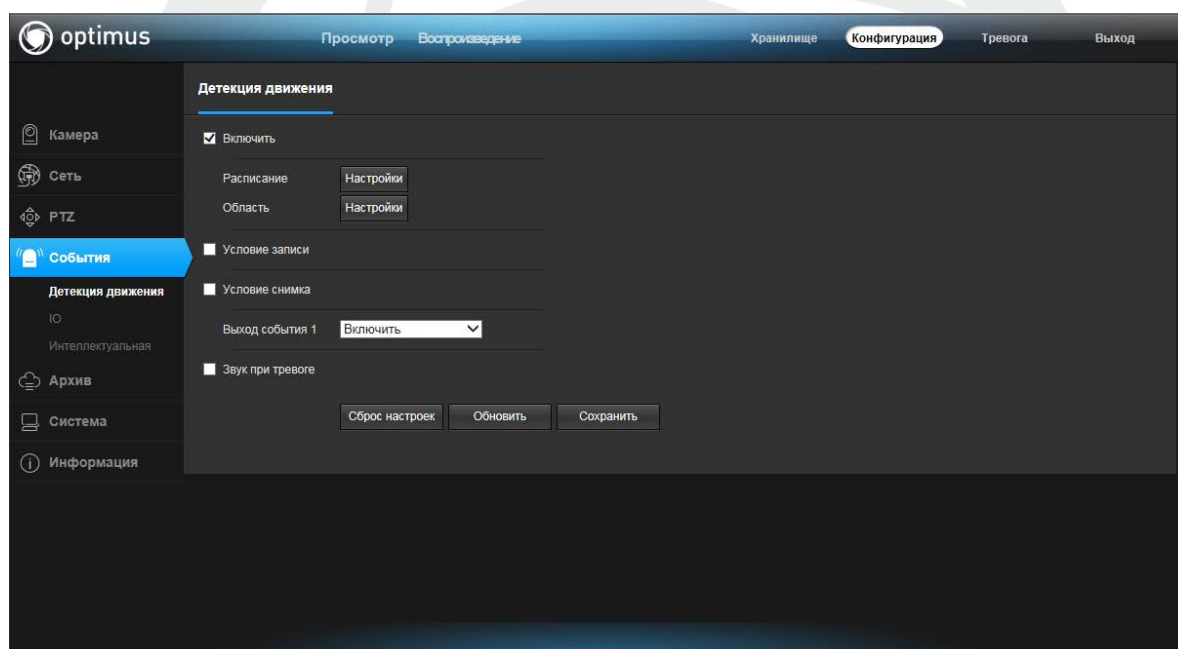 optimus
Просмотр Воспроизведение Хранилище Конфигурация Тревога Выход
Детекция движения
Камера
Включить
Сеть
Расписание Настройки
PTZ
Область Настройки
События
Условие записи
Детекция движения
Условие снимка
IO
Выход события 1 Включить
Интеллектуальная
Звук при тревоге
Архив
Сброс настроек Обновить Сохранить
Система
Информация